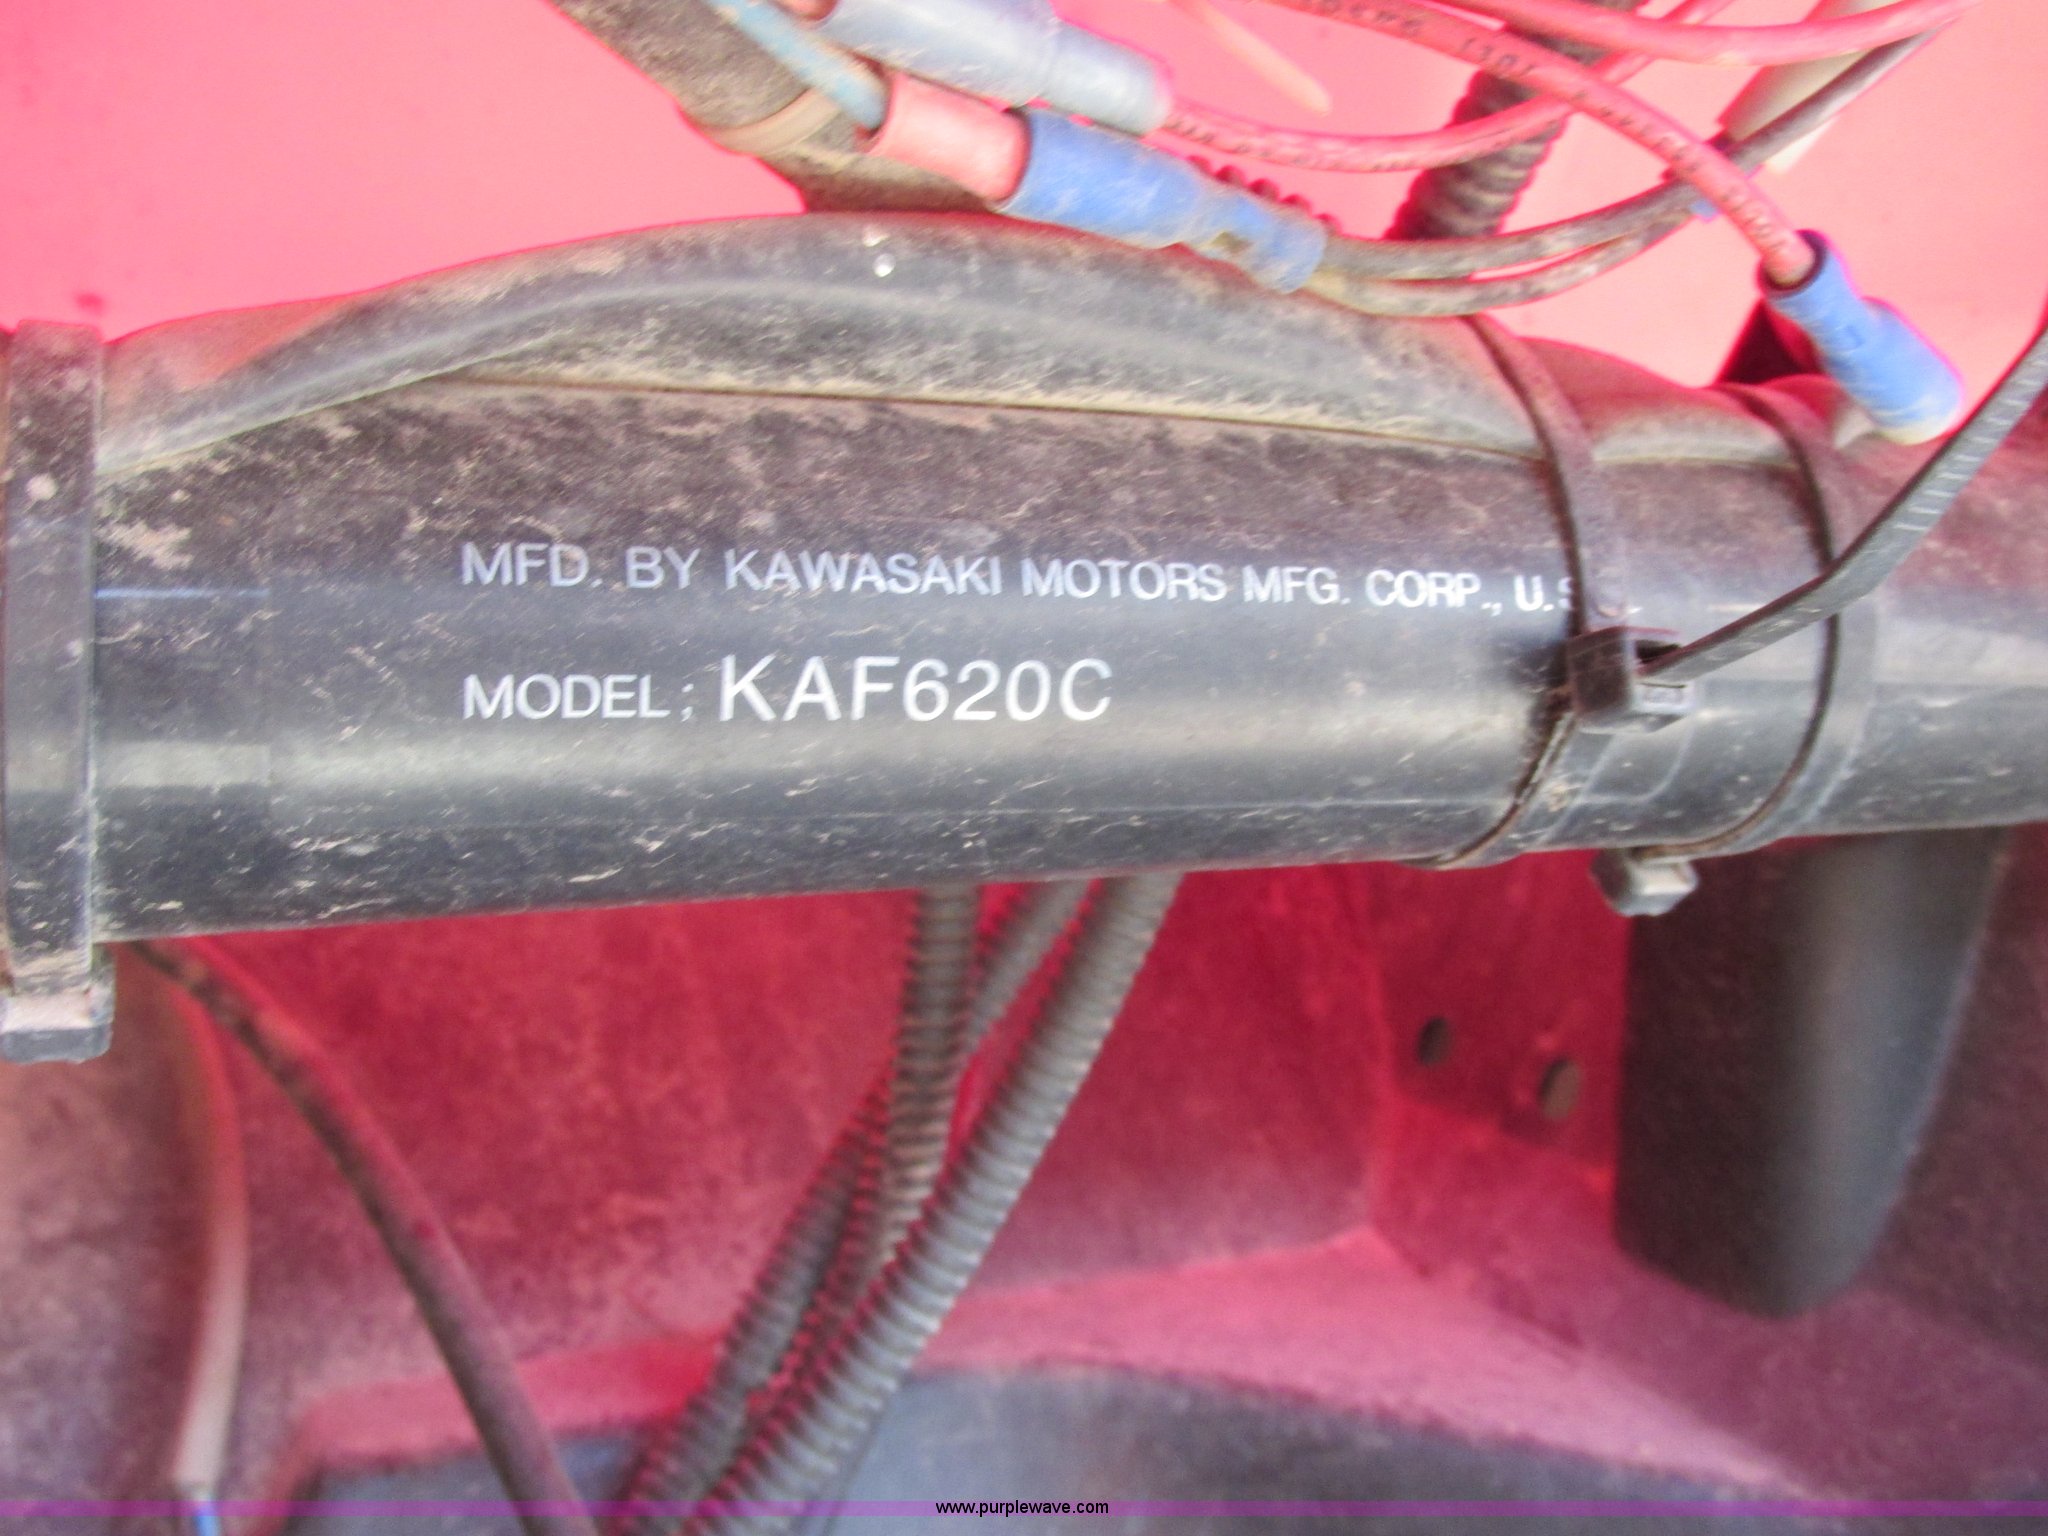 MFD. BY KAWASAKI MOTORS MFG. CORP., U.S
MODEL; KAF620C
www.purplewave.com